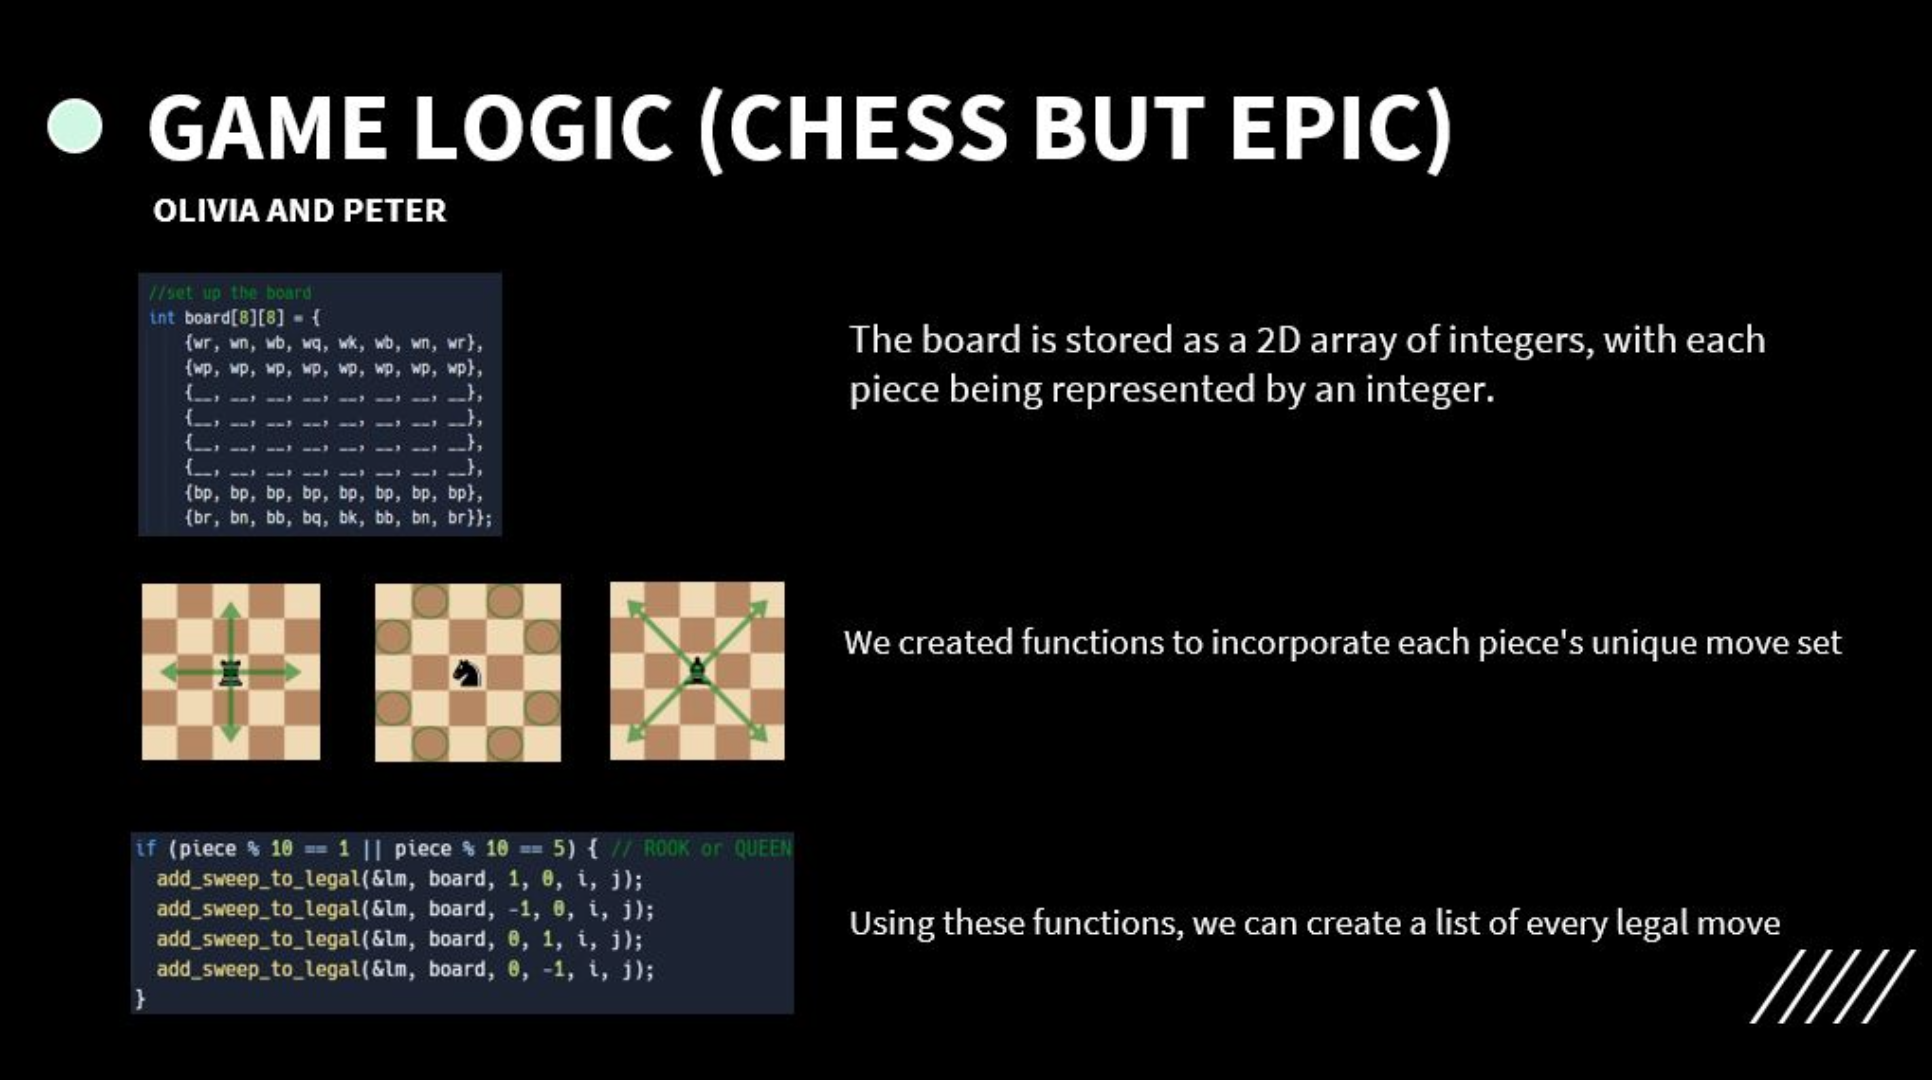 GAME LOGIC (CHESS BUT EPIC)
OLIVIA AND PETER
//set up the board
int board[8][8] = {
{wr, wn, wb, wq, wk, wb, wn, wr},
{wp, wp, wp, wp, wp, wp, wp, wp},
{__, __, __, __, __, __, __, __},
{__, __, __, __, __, __, __, __},
{__, __, __, __, __, __, __, __},
{__, __, __, __, __, __, __, __},
{bp, bp, bp, bp, bp, bp, bp, bp},
{br, bn, bb, bq, bk, bb, bn, br}};
The board is stored as a 2D array of integers, with each
piece being represented by an integer.
We created functions to incorporate each piece's unique move set
if (piece % 10 == 1 || piece % 10 == 5) { // ROOK or QUEEN
add_sweep_to_legal(&lm, board, 1, 0, i, j);
add_sweep_to_legal(&lm, board, -1, 0, i, j);
add_sweep_to_legal(&lm, board, 0, 1, i, j);
add_sweep_to_legal(&lm, board, 0, -1, i, j);
}
Using these functions, we can create a list of every legal move